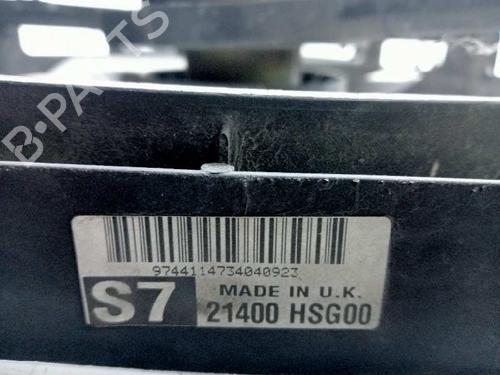 B-PARTS
9744114734040923
S7
MADE IN U.K.
21400 HSG00